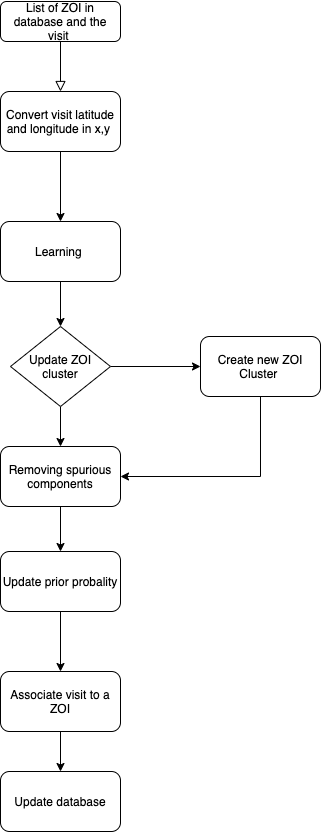 List of ZOI in
database and the
visit
Convert visit latitude
and longitude in x,y
Learning
Update ZOI
cluster
Create new ZOI
Cluster
Removing spurious
components
Update prior probality
Associate visit to a
ZOI
Update database